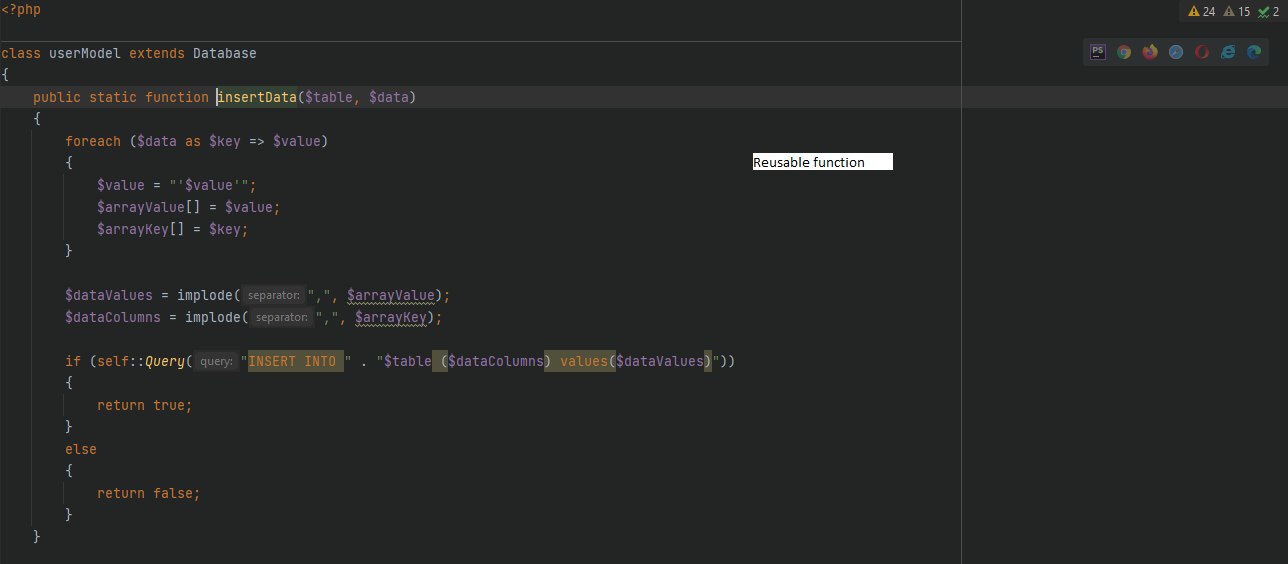 <?php
24 15 2
class userModel extends Database
PS
{
public static function insertData($table, $data)
{
foreach ($data as $key => $value)
{
Reusable function
$value = "'$value'";
$arrayValue[] = $value;
$arrayKey[] = $key;
}
$dataValues = implode( separator: ",", $arrayValue);
$dataColumns = implode( separator: ",", $arrayKey);
if (self::Query( query: "INSERT INTO " . "$table ($dataColumns) values($dataValues)"))
{
return true;
}
else
{
return false;
}
}